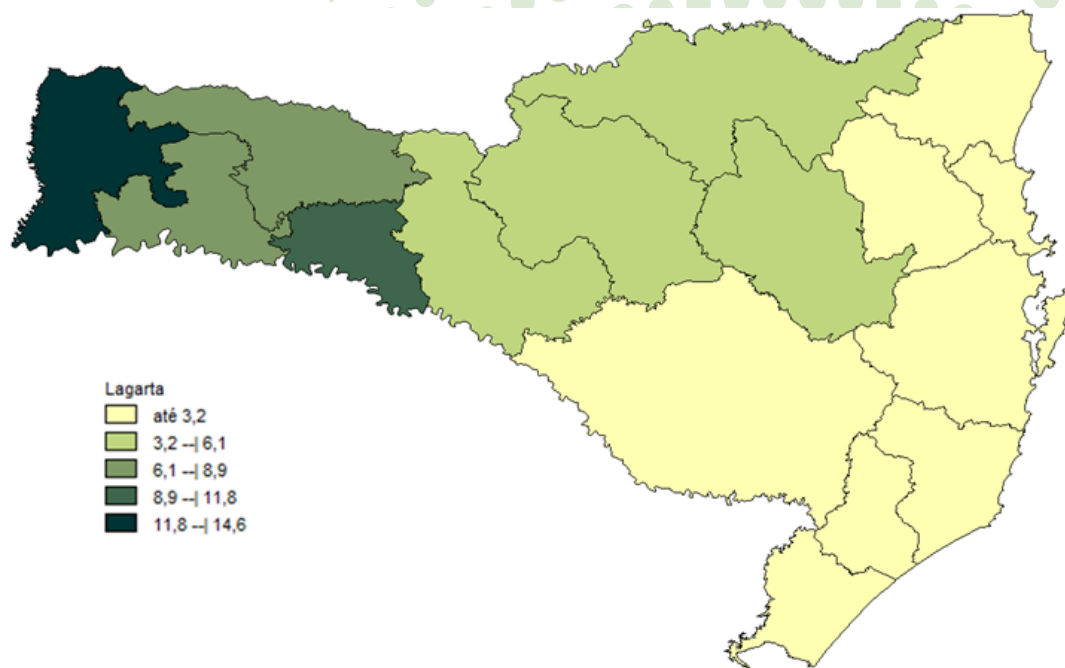 Lagarta
até 3,2
3,2 --| 6,1
6,1 --| 8,9
8,9 --| 11,8
11,8 --| 14,6